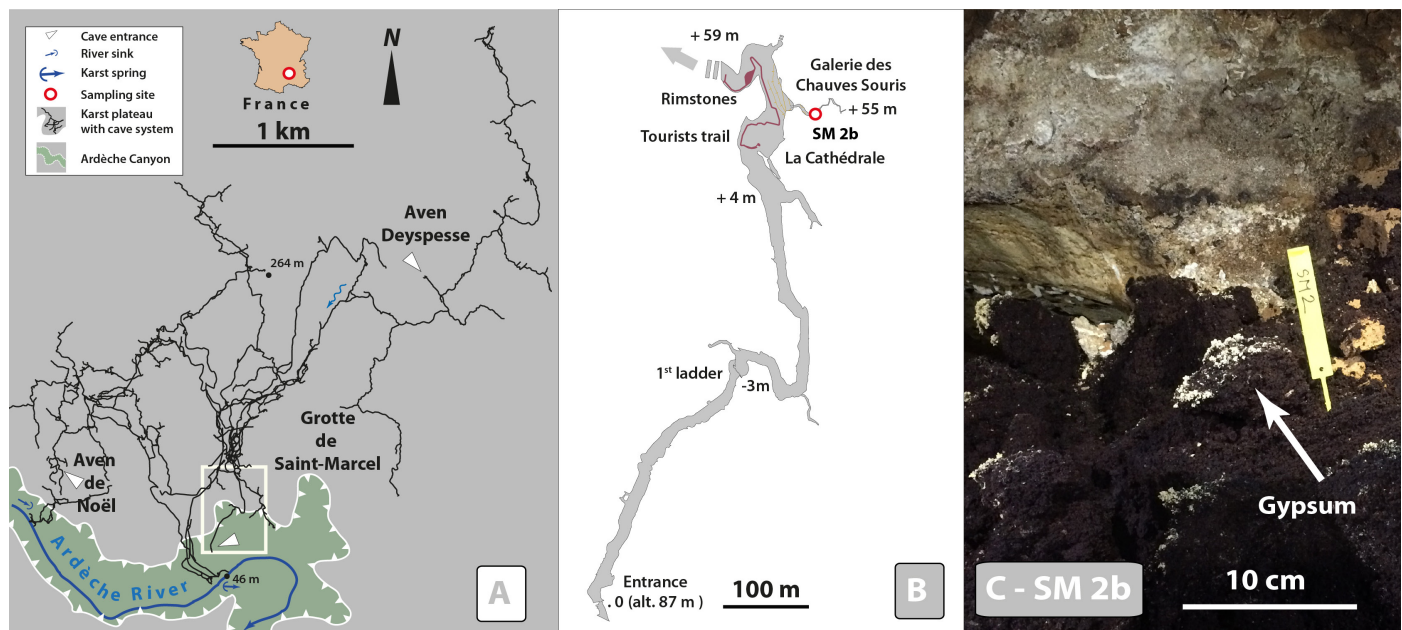 Cave entrance
River sink
Karst spring
Sampling site
Karst plateau
with cave system
Ardèche Canyon
France
N
1 km
Aven
Deyspesse
264 m
Grotte
de
Saint-Marcel
Aven
de
Noël
Ardèche River
46 m
A
+ 59 m
Rimstones
Galerie des
Chauves Souris
+ 55 m
SM 2b
Tourists trail
La Cathédrale
+ 4 m
1st ladder
-3m
Entrance
. 0 (alt. 87 m )
100 m
B
SM2
Gypsum
C - SM 2b
10 cm